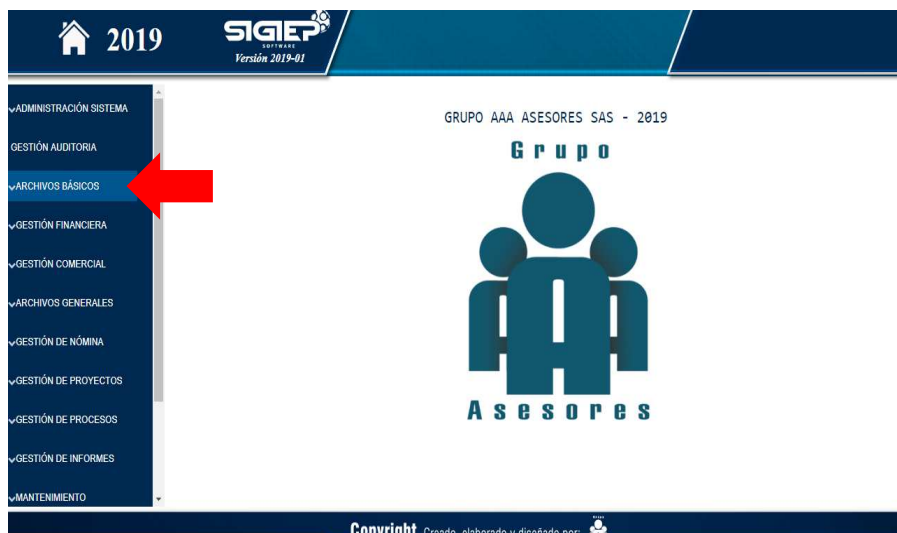 2019
SIGIEP
SOFTWARE
Versión 2019-01
ADMINISTRACIÓN SISTEMA
GESTIÓN AUDITORIA
ARCHIVOS BÁSICOS
GESTIÓN FINANCIERA
GESTIÓN COMERCIAL
ARCHIVOS GENERALES
GESTIÓN DE NÓMINA
GESTIÓN DE PROYECTOS
GESTIÓN DE PROCESOS
GESTIÓN DE INFORMES
MANTENIMIENTO
GRUPO AAA ASESORES SAS - 2019
Grupo
AAA
Asesores
Copyright Creado, elaborado y diseñado por: